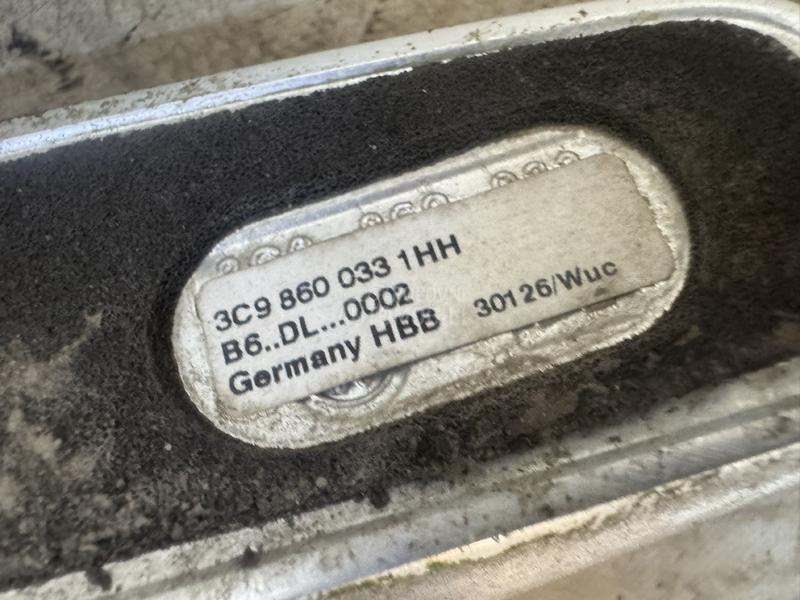 3C9 860 033 1HH
B6..DL...0002
Germany HBB 30126/Wuc